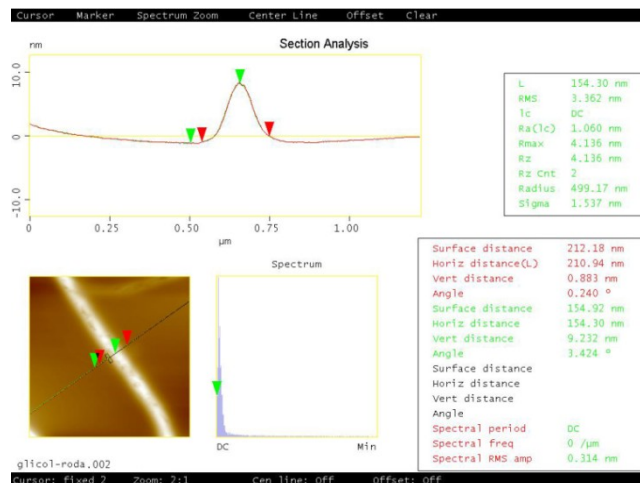 Cursor Marker Spectrum Zoom Center Line Offset Clear
Section Analysis
nm
10.0
0
-10.0
0 0.50 0.75 1.00
µm
L 154.30 nm
RMS 3.362 nm
lc DC
Ra(lc) 1.060 nm
Rmax 4.136 nm
Rz 4.136 nm
Rz Cnt 2
Radius 499.17 nm
Sigma 1.537 nm
Spectrum
DC Min
Surface distance 212.18 nm
Horiz distance(L) 210.94 nm
Vert distance 0.883 nm
Angle 0.240 °
Surface distance 154.92 nm
Horiz distance 154.30 nm
Vert distance 9.232 nm
Angle 3.424 °
Surface distance
Horiz distance
Vert distance
Angle
Spectral period DC
Spectral freq 0 /µm
Spectral RMS amp 0.314 nm
glicol-roda.002
Cursor: fixed 2 Zoom: 2:1 Cen line: Off Offset: Off